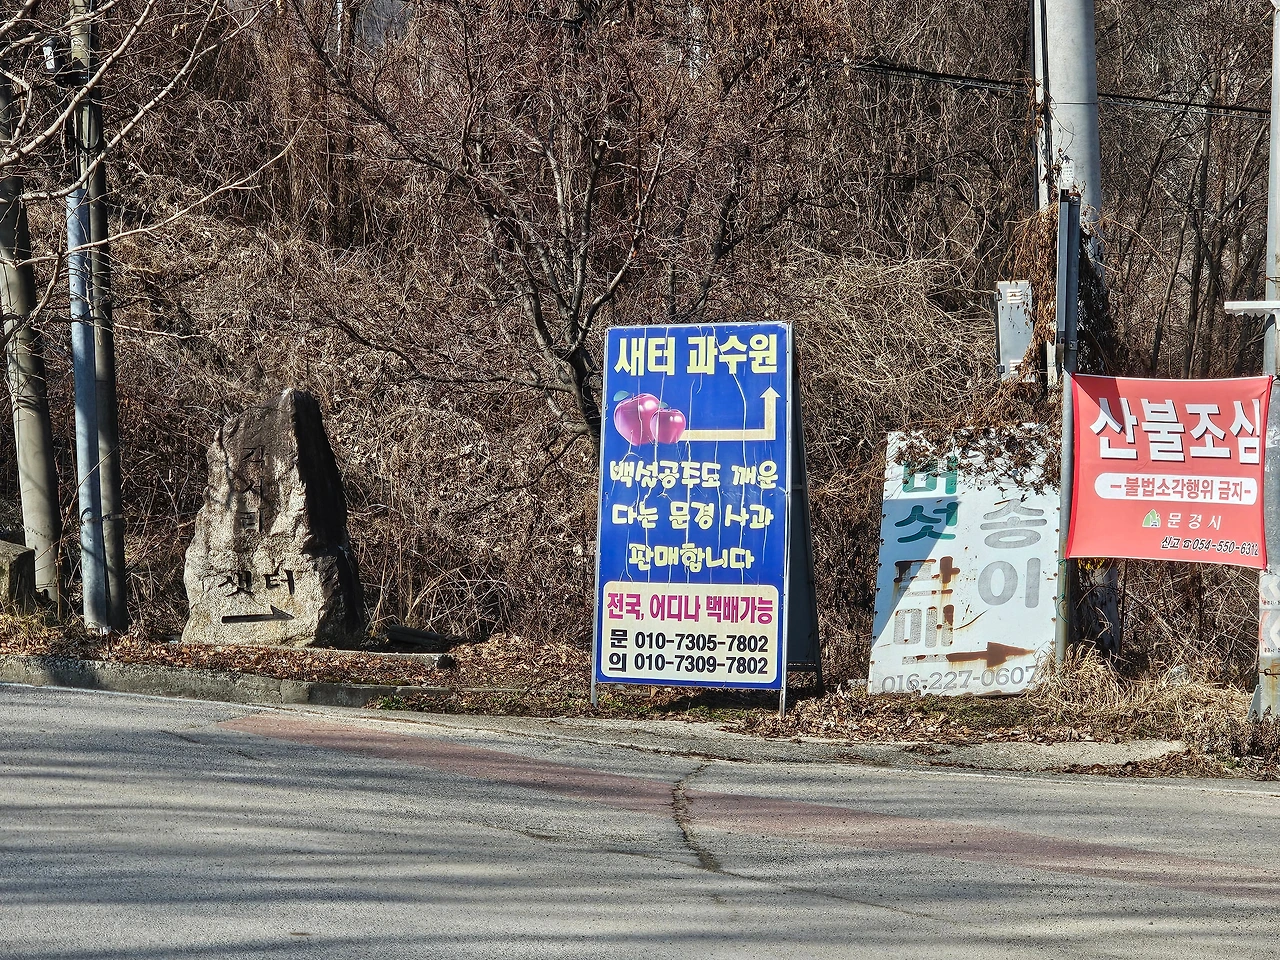 샛터
새터 과수원
백설공주도 깨운
다는 문경 사과
판매합니다
전국, 어디나 택배가능
문 010-7305-7802
의 010-7309-7802
송이
버섯
판매
016-227-0607
산불조심
-불법소각행위 금지-
문경시
신고 ☎054-550-6312